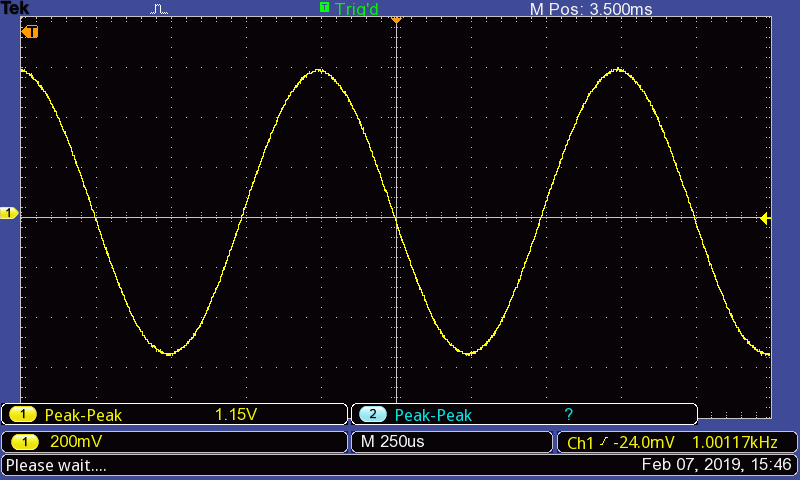 Tek T Trig'd M Pos: 3.500ms
T
1
1 Peak-Peak 1.15V 2 Peak-Peak ?
1 200mV M 250us Ch1 -24.0mV 1.00117kHz
Please wait.... Feb 07, 2019, 15:46